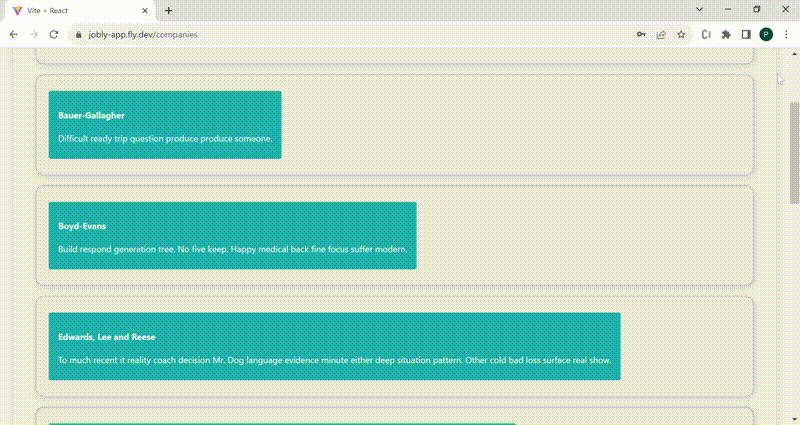 Vite + React
jobly-app.fly.dev/companies
P
Bauer-Gallagher
Difficult ready trip question produce produce someone.
Boyd-Evans
Build respond generation tree. No five keep. Happy medical back fine focus suffer modern.
Edwards, Lee and Reese
To much recent it reality coach decision Mr. Dog language evidence minute either deep situation pattern. Other cold bad loss surface real show.